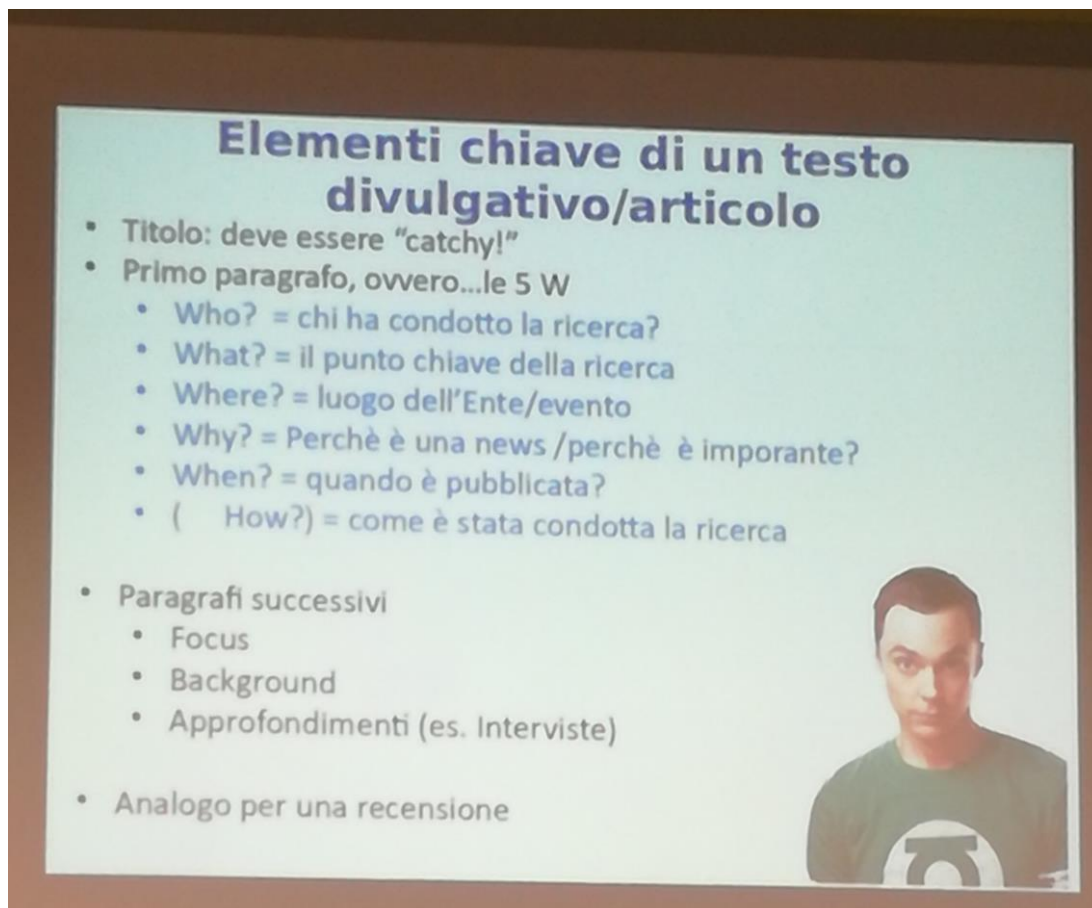 Elementi chiave di un testo
divulgativo/articolo
• Titolo: deve essere “catchy!”
• Primo paragrafo, ovvero...le 5 W
• Who? = chi ha condotto la ricerca?
• What? = il punto chiave della ricerca
• Where? = luogo dell'Ente/evento
• Why? = Perchè è una news /perchè è imporante?
• When? = quando è pubblicata?
• ( How?) = come è stata condotta la ricerca
• Paragrafi successivi
• Focus
• Background
• Approfondimenti (es. Interviste)
• Analogo per una recensione